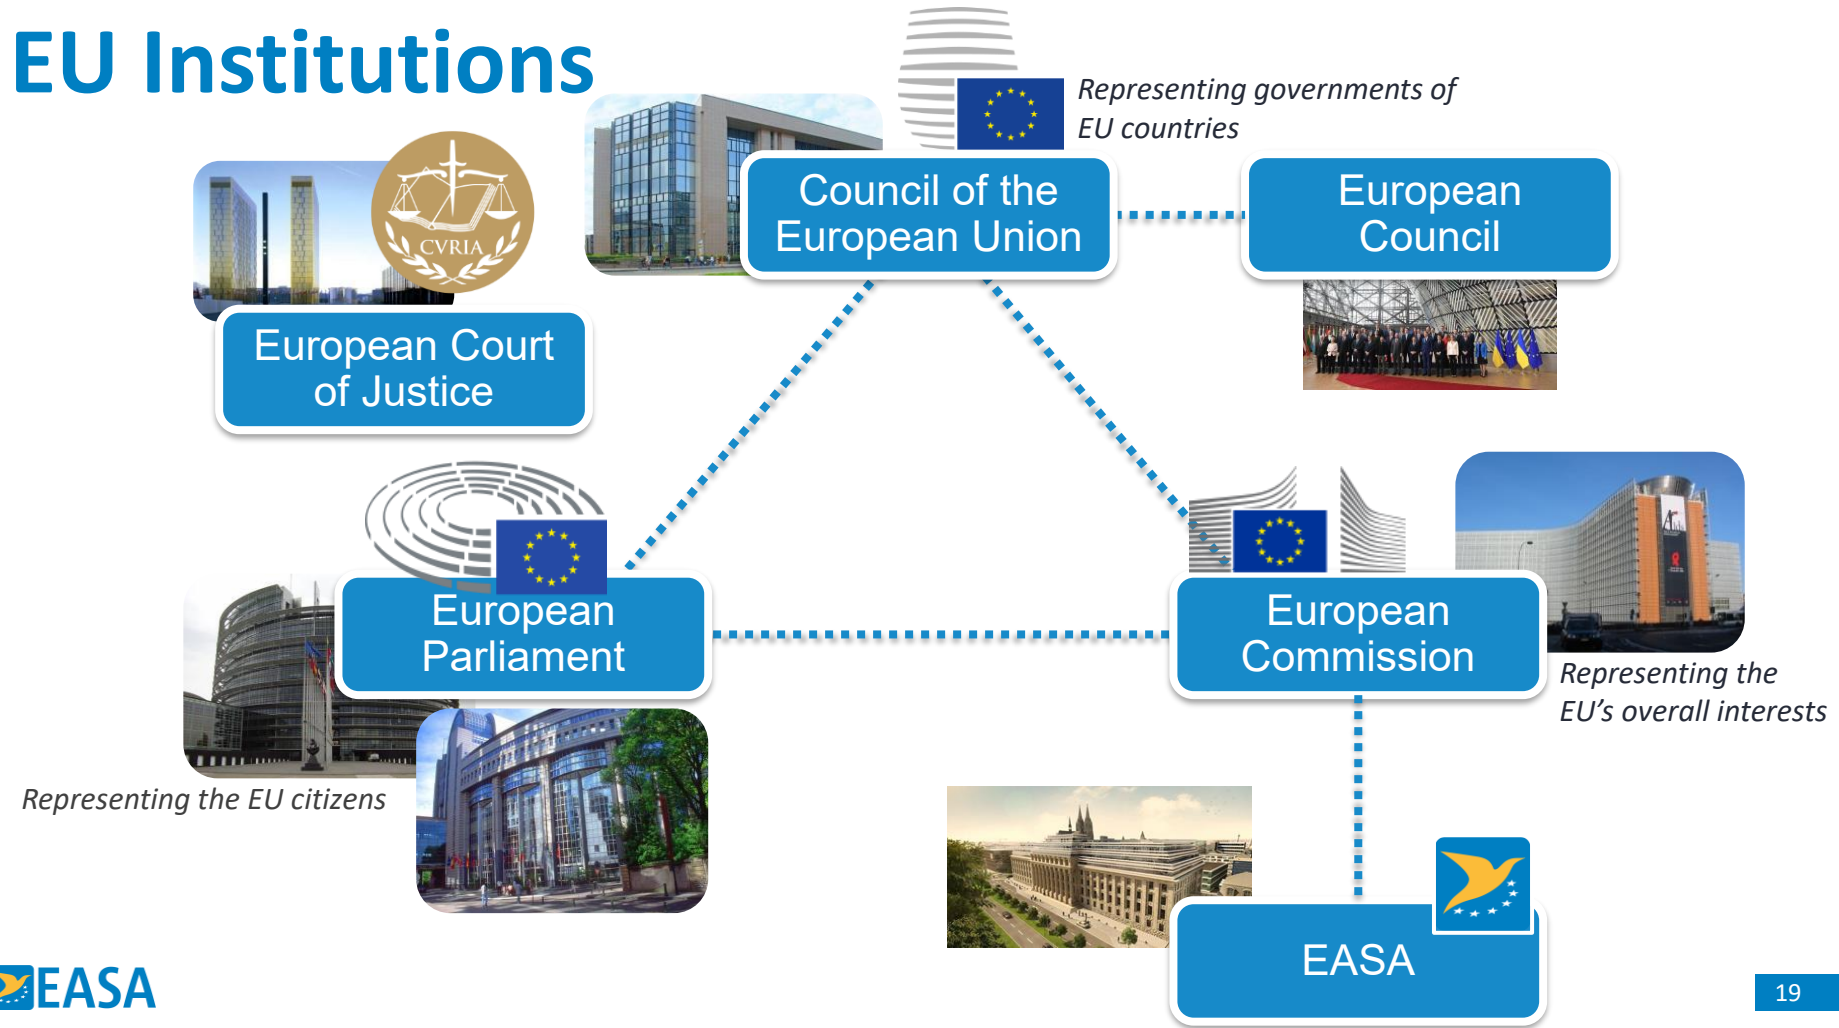 EU Institutions
Representing governments of
EU countries
Council of the
European Union
European
Council
CVRIA
European Court
of Justice
European
Parliament
European
Commission
Representing the
EU’s overall interests
Representing the EU citizens
EASA
EASA
19